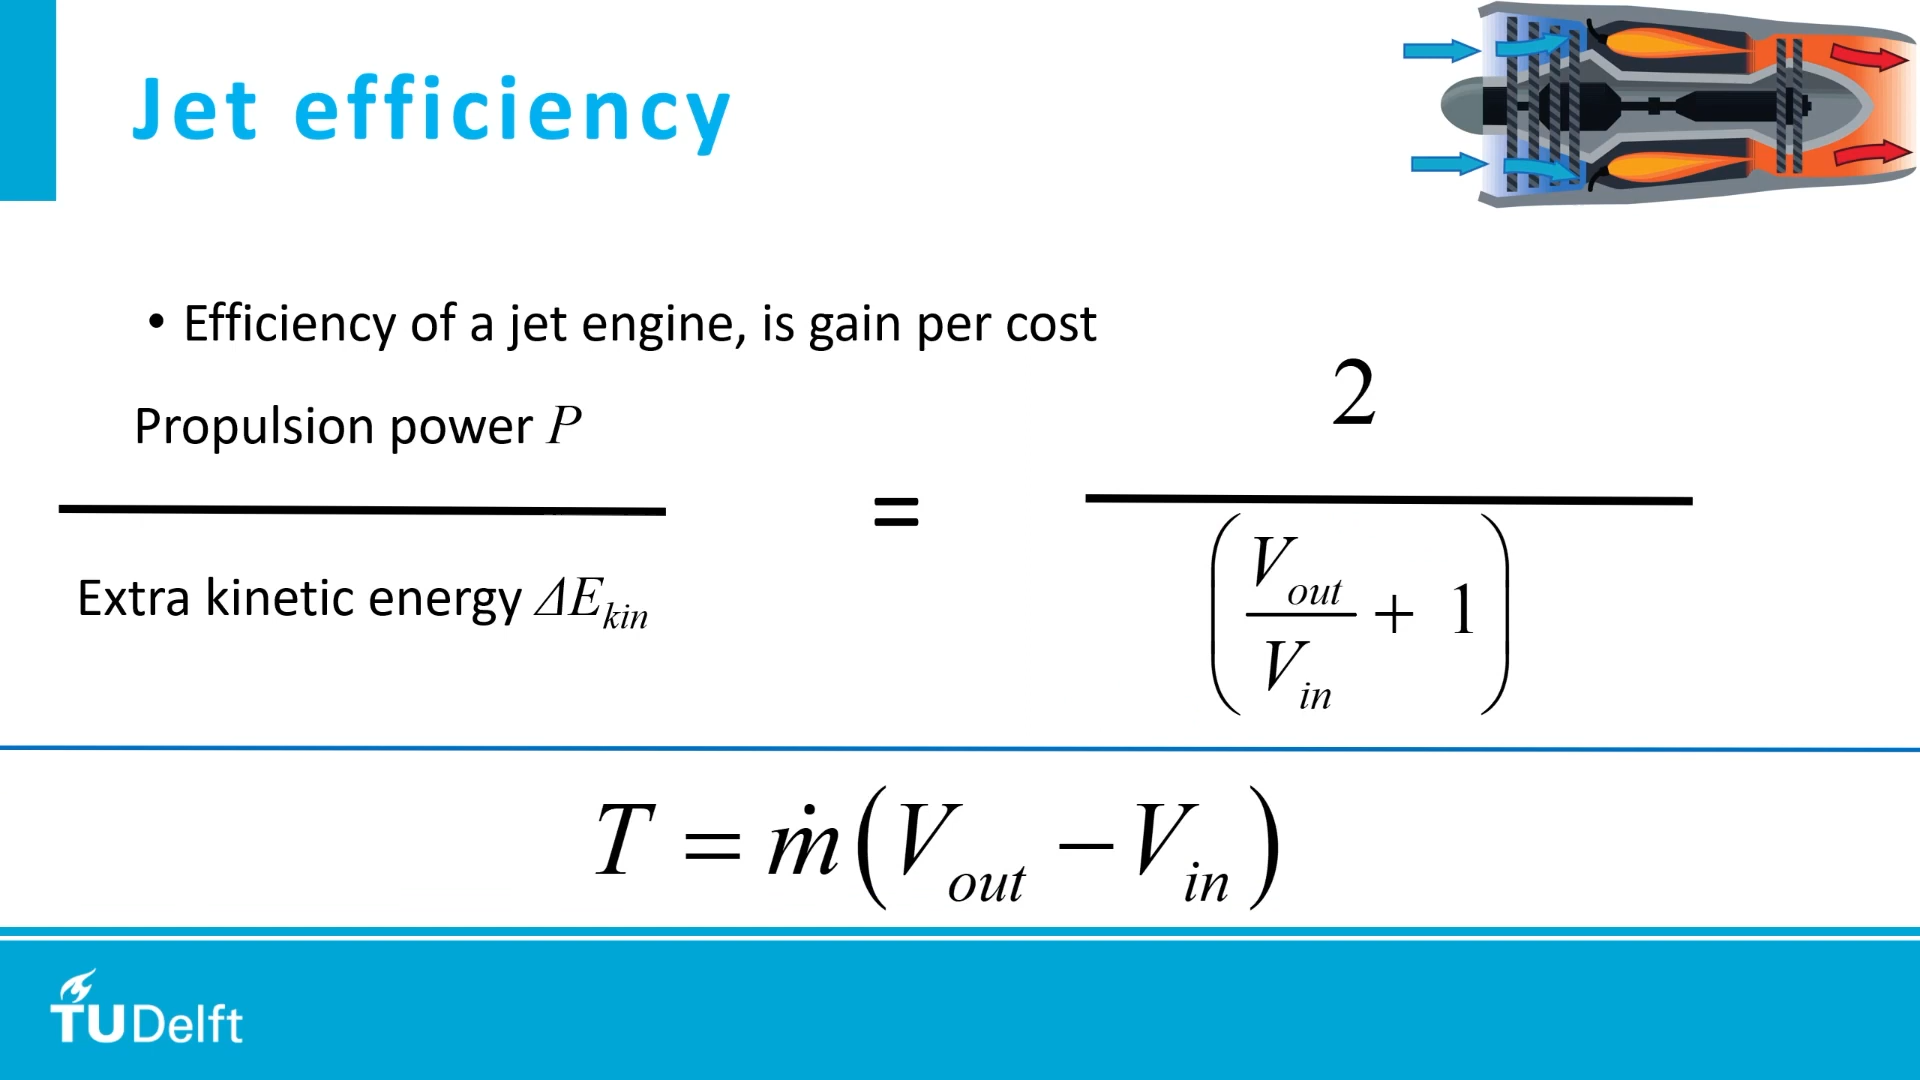 Jet efficiency
• Efficiency of a jet engine, is gain per cost
Propulsion power P
Extra kinetic energy ΔE_kin
=
2
(V_out / V_in + 1)
T = ṁ(V_out − V_in)
TUDelft